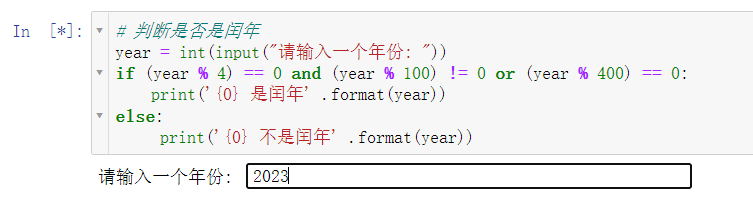 In [*]: # 判断是否是闰年
year = int(input("请输入一个年份: "))
if (year % 4) == 0 and (year % 100) != 0 or (year % 400) == 0:
    print('{0} 是闰年' .format(year))
else:
     print('{0} 不是闰年' .format(year))
请输入一个年份: 2023